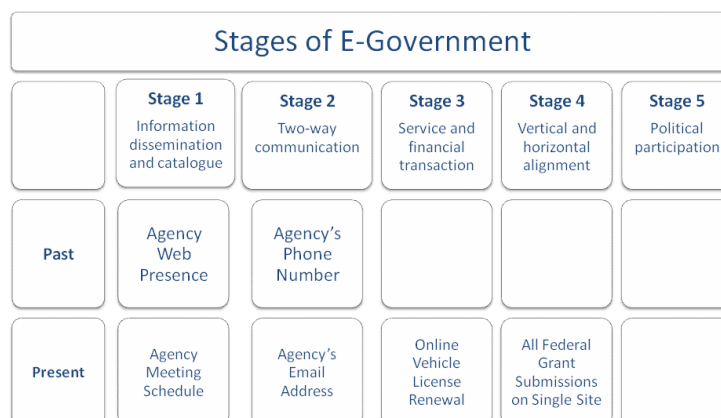 Stages of E-Government
Stage 1
Information
dissemination
and catalogue
Stage 2
Two-way
communication
Stage 3
Service and
financial
transaction
Stage 4
Vertical and
horizontal
alignment
Stage 5
Political
participation
Past
Agency
Web
Presence
Agency's
Phone
Number
Present
Agency
Meeting
Schedule
Agency's
Email
Address
Online
Vehicle
License
Renewal
All Federal
Grant
Submissions
on Single Site